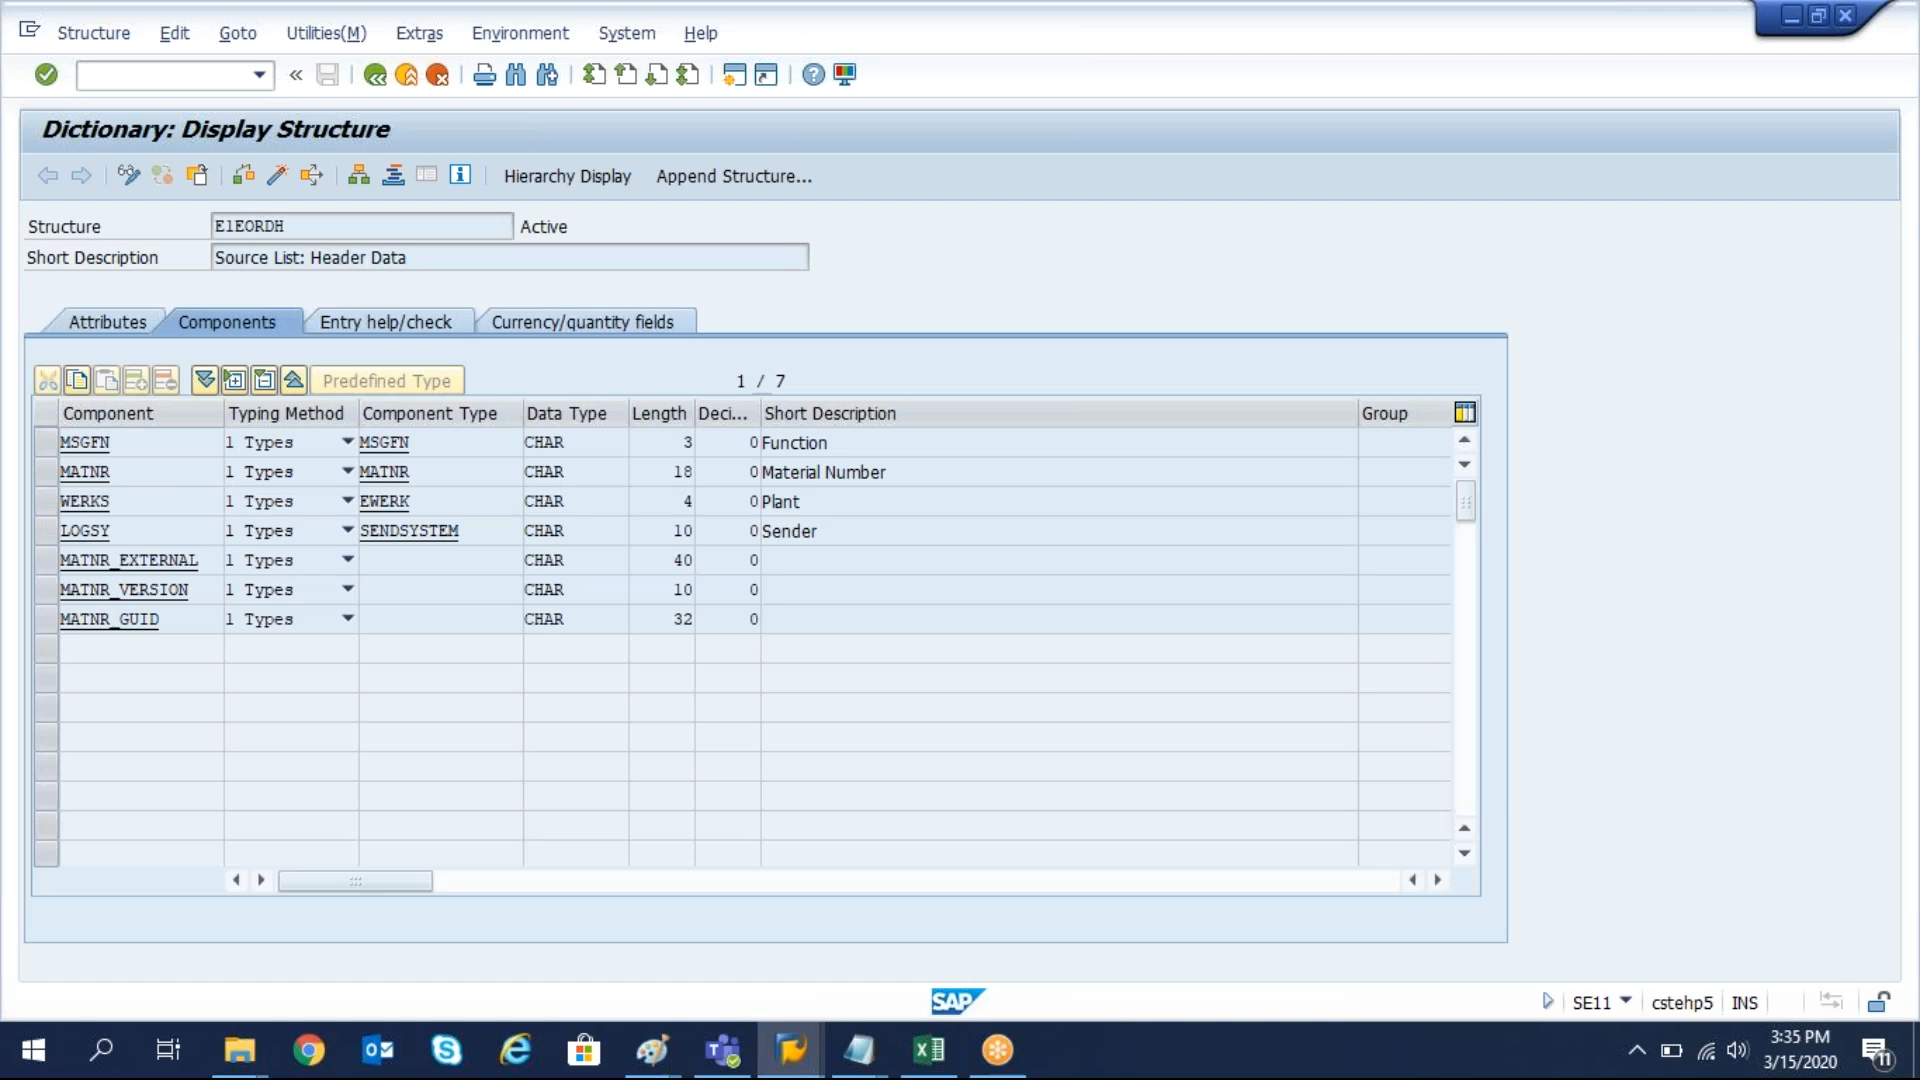 Structure Edit Goto Utilities(M) Extras Environment System Help
Dictionary: Display Structure
Hierarchy Display Append Structure...
Structure E1EORDH Active
Short Description Source List: Header Data
Attributes Components Entry help/check Currency/quantity fields
Predefined Type 1 / 7
Component Typing Method Component Type Data Type Length Deci... Short Description Group
MSGFN 1 Types MSGFN CHAR 3 0 Function
MATNR 1 Types MATNR CHAR 18 0 Material Number
WERKS 1 Types EWERK CHAR 4 0 Plant
LOGSY 1 Types SENDSYSTEM CHAR 10 0 Sender
MATNR_EXTERNAL 1 Types CHAR 40 0
MATNR_VERSION 1 Types CHAR 10 0
MATNR_GUID 1 Types CHAR 32 0
SAP SE11 cstehp5 INS
3:35 PM
3/15/2020 11